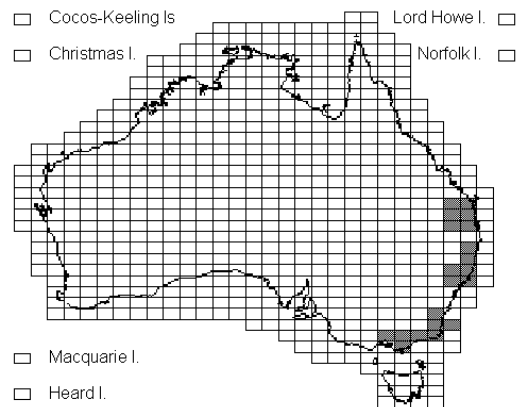 Cocos-Keeling Is
Lord Howe I.
Christmas I.
Norfolk I.
Macquarie I.
Heard I.